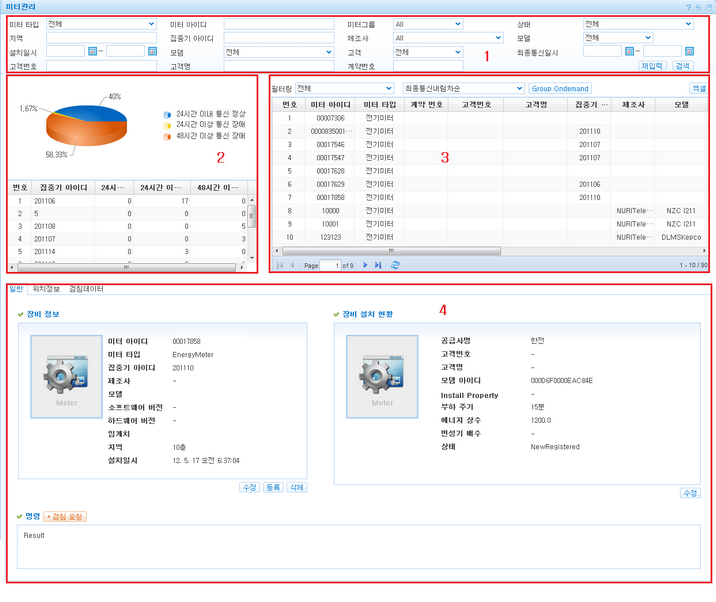 미터관리
미터 타입 전체 미터 아이디 미터그룹 All 상태 전체
지역 집중기 아이디 제조사 All 모델 전체
설치일시 ~ 모뎀 전체 고객 전체 최종통신일시 ~
고객번호 고객명 계약번호 재입력 검색
1
40%
1.67%
58.33%
24시간 이내 통신 정상
24시간 이상 통신 장애
48시간 이상 통신 장애
2
번호 집중기 아이디 24시… 24시간 이… 48시간 이…
1 201106 0 17 0
2 5 0 0 0
3 201108 0 0 5
4 201107 0 3 0
5 201114 0 3 0
필터링 전체 최종통신내림차순 Group Ondemand 엑셀
번호 미터 아이디 미터 타입 계약 번호 고객번호 고객명 집중기 … 제조사 모델
1 00007306 전기미터
2 0000835001… 전기미터 201110
3 00017546 전기미터 201107
4 00017547 전기미터 201107
5 00017628 전기미터
6 00017629 전기미터 201106
7 00017858 전기미터 201110
8 10000 전기미터 NURITele… NZC I211
9 10001 전기미터 NURITele… NZC I211
10 123123 전기미터 NURITele… DLMSKepco
3
Page 1 of 9 1 - 10 / 90
일반 위치정보 검침데이터
4
장비 정보
Meter
미터 아이디 00017858
미터 타입 EnergyMeter
집중기 아이디 201110
제조사 -
모델
소프트웨어 버전 -
하드웨어 버전 -
임계치
지역 10층
설치일시 12. 5. 17 오전 6:37:04
수정 등록 삭제
장비 설치 현황
Meter
공급사명 한전
고객번호 -
고객명 -
모뎀 아이디 000D6F0000EAC84E
Install Property -
부하 주기 15분
에너지 상수 1200.0
변성기 배수 -
상태 NewRegistered
수정
명령 검침 요청
Result